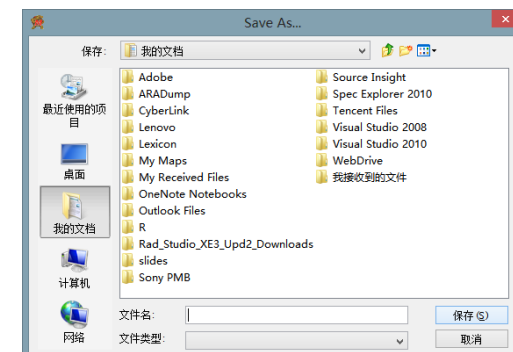 Save As...
保存:
我的文档
最近使用的项
目
桌面
我的文档
计算机
网络
Adobe
ARADump
CyberLink
Lenovo
Lexicon
My Maps
My Received Files
OneNote Notebooks
Outlook Files
R
Rad_Studio_XE3_Upd2_Downloads
slides
Sony PMB
Source Insight
Spec Explorer 2010
Tencent Files
Visual Studio 2008
Visual Studio 2010
WebDrive
我接收到的文件
文件名:
保存(S)
文件类型:
取消